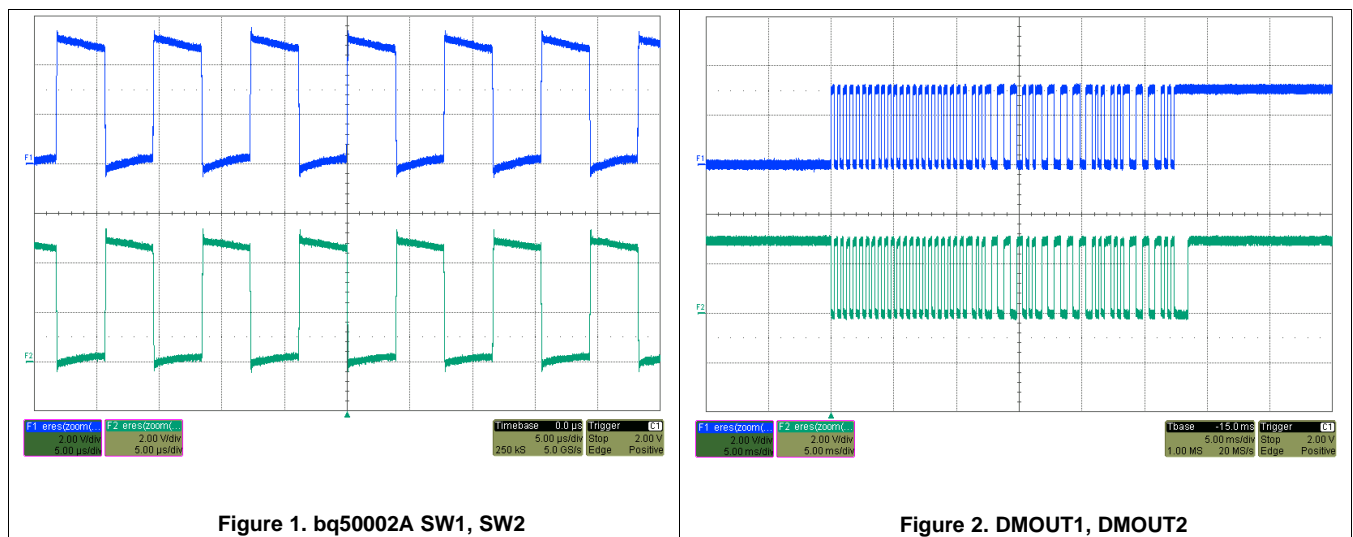 F1
F2
F1 eres(zoom(...
2.00 V/div
5.00 µs/div
F2 eres(zoom(...
2.00 V/div
5.00 µs/div
Timebase 0.0 µs
5.00 µs/div
250 kS 5.0 GS/s
Trigger C1
Stop 2.00 V
Edge Positive
Figure 1. bq50002A SW1, SW2
F1
F2
F1 eres(zoom(...
2.00 V/div
5.00 ms/div
F2 eres(zoom(...
2.00 V/div
5.00 ms/div
Tbase -15.0 ms
5.00 ms/div
1.00 MS 20 MS/s
Trigger C1
Stop 2.00 V
Edge Positive
Figure 2. DMOUT1, DMOUT2